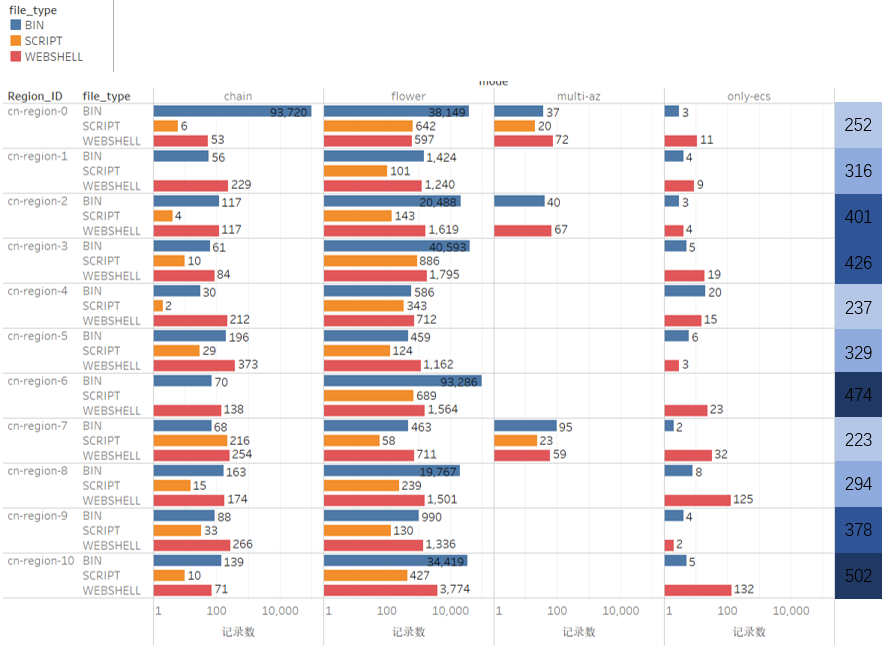 file_type
BIN
SCRIPT
WEBSHELL
mode
Region_ID file_type chain flower multi-az only-ecs
cn-region-0 BIN 93,720 38,149 37 3
SCRIPT 6 642 20
WEBSHELL 53 597 72 11
252
cn-region-1 BIN 56 1,424 4
SCRIPT 101
WEBSHELL 229 1,240 9
316
cn-region-2 BIN 117 20,488 40 3
SCRIPT 4 143
WEBSHELL 117 1,619 67 4
401
cn-region-3 BIN 61 40,593 5
SCRIPT 10 886
WEBSHELL 84 1,795 19
426
cn-region-4 BIN 30 586 20
SCRIPT 2 343
WEBSHELL 212 712 15
237
cn-region-5 BIN 196 459 6
SCRIPT 29 124
WEBSHELL 373 1,162 3
329
cn-region-6 BIN 70 93,286
SCRIPT 689
WEBSHELL 138 1,564 23
474
cn-region-7 BIN 68 463 95 2
SCRIPT 216 58 23
WEBSHELL 254 711 59 32
223
cn-region-8 BIN 163 19,767 8
SCRIPT 15 239
WEBSHELL 174 1,501 125
294
cn-region-9 BIN 88 990 4
SCRIPT 33 130
WEBSHELL 266 1,336 2
378
cn-region-10 BIN 139 34,419 5
SCRIPT 10 427
WEBSHELL 71 3,774 132
502
1 100 10,000 1 100 10,000 1 100 10,000 1 100 10,000
记录数 记录数 记录数 记录数